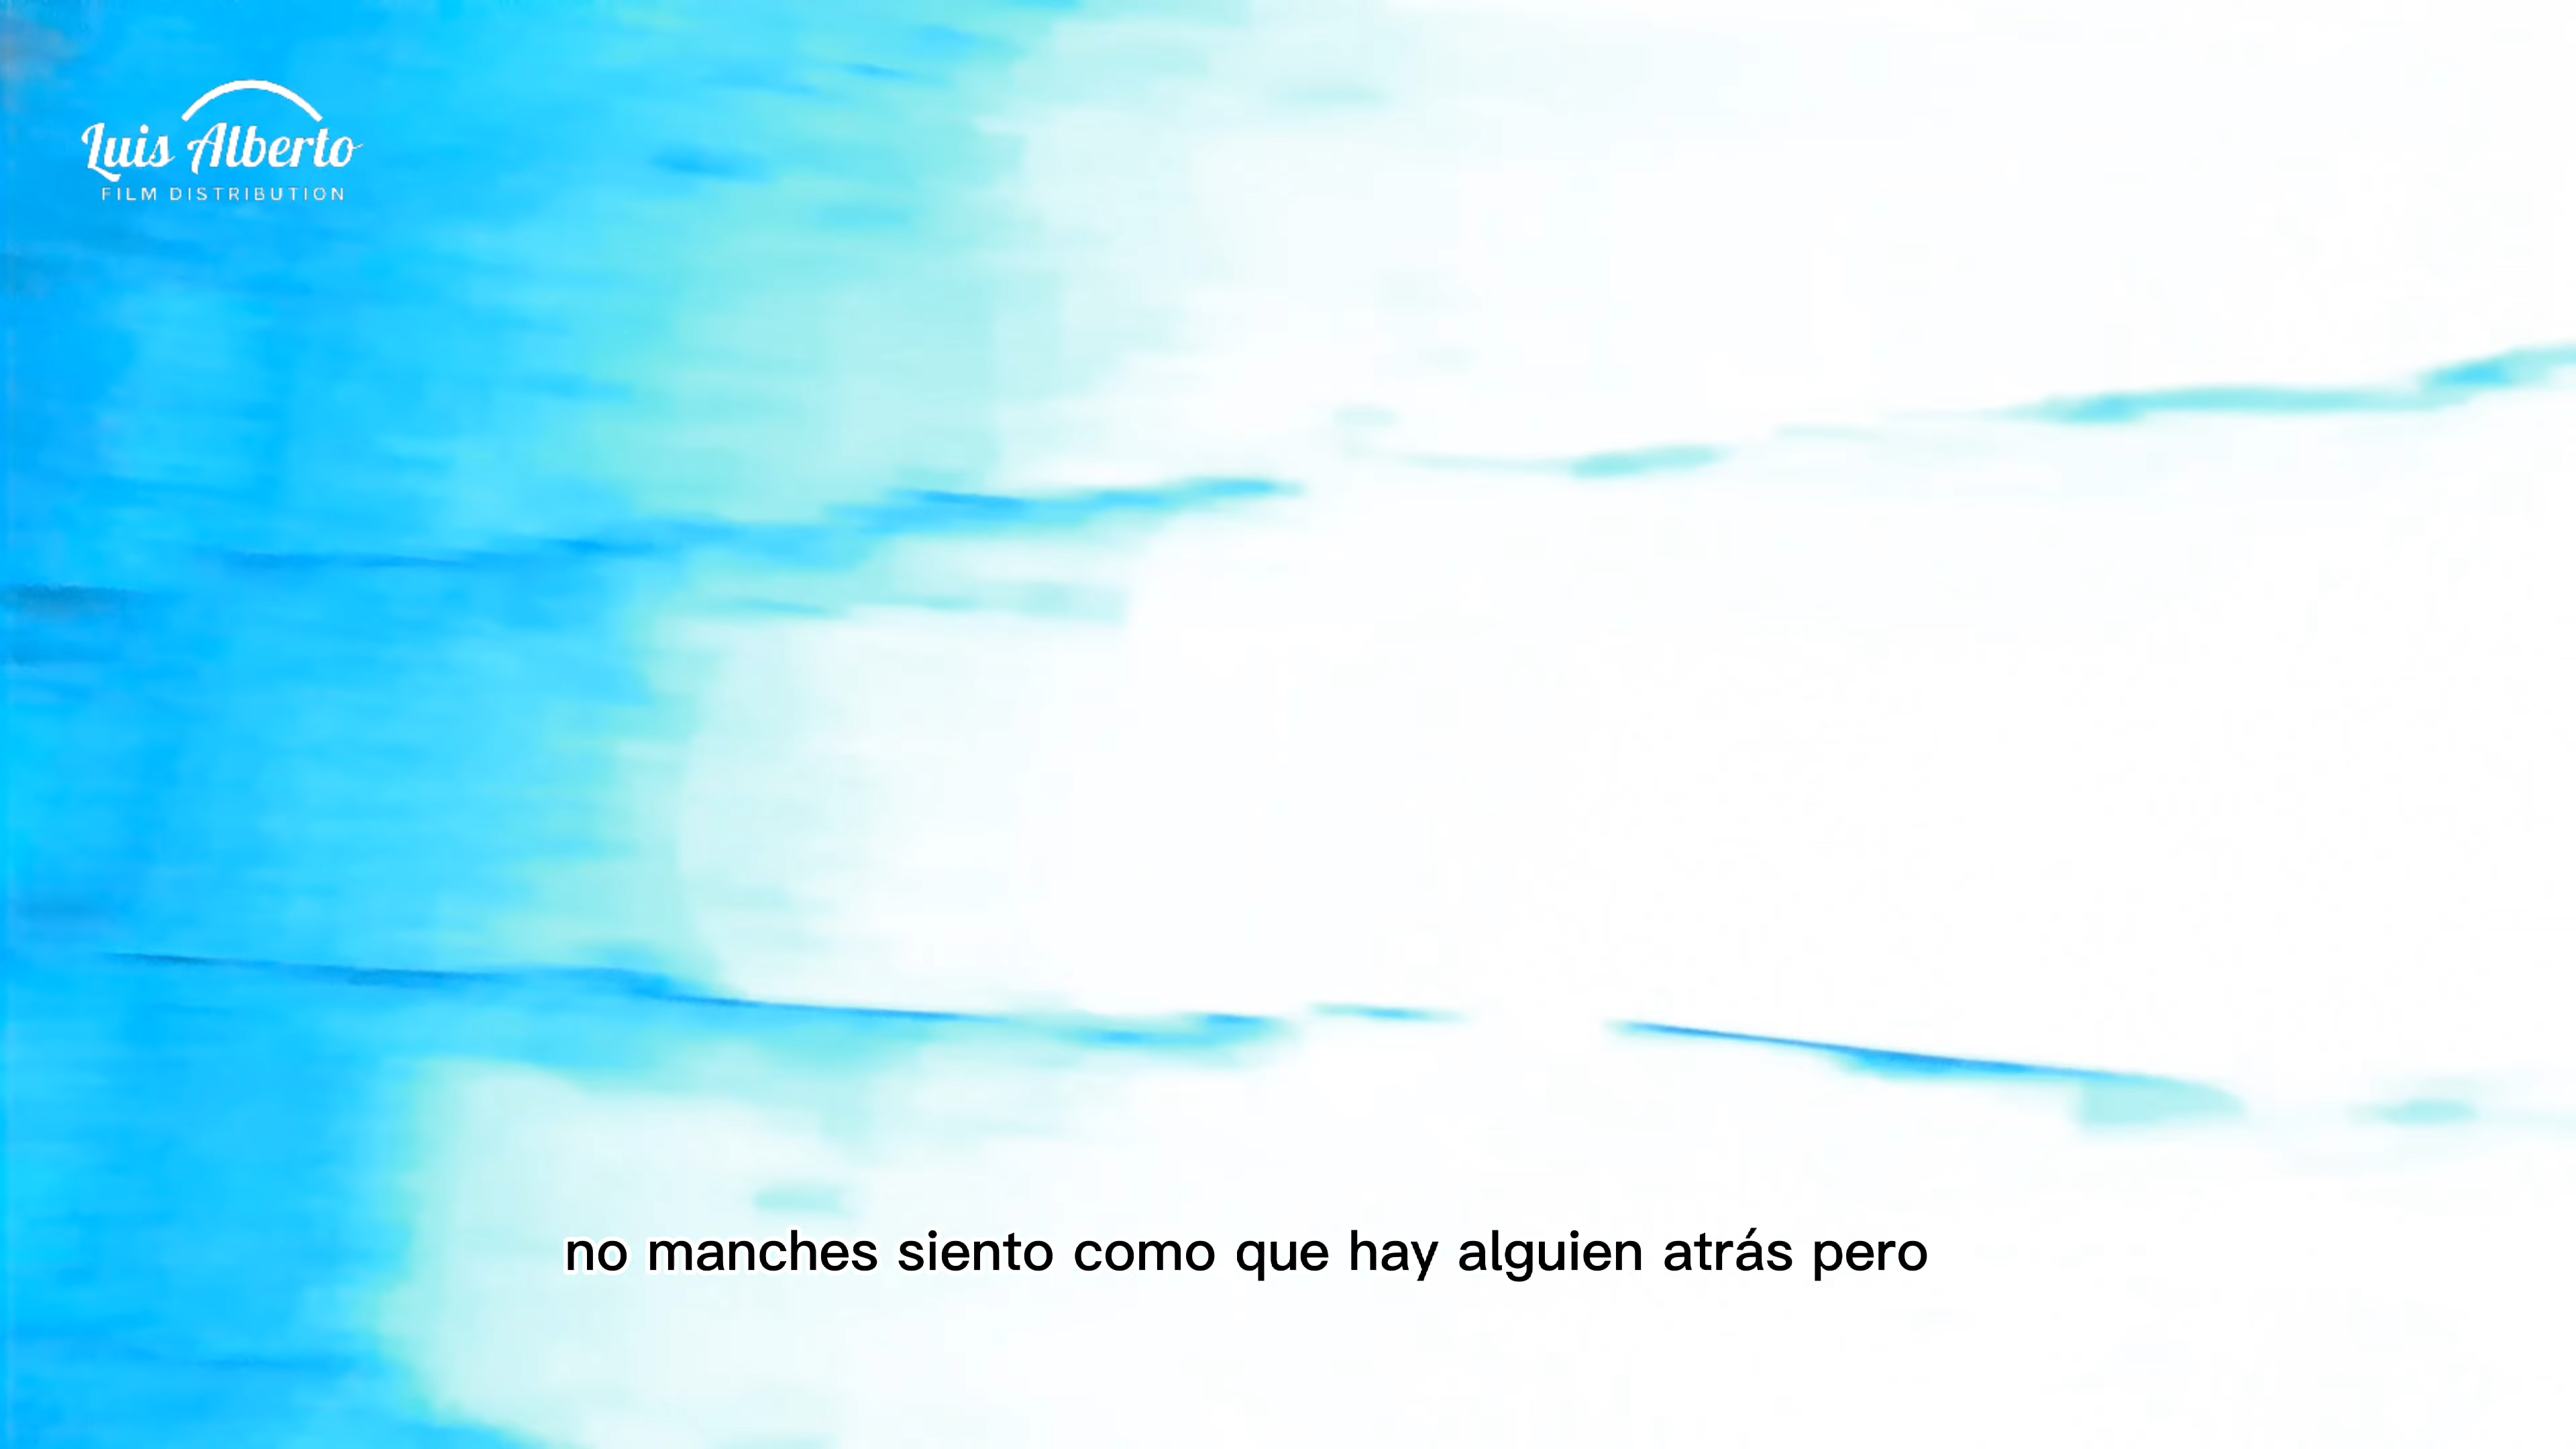 Luis Alberto
FILM DISTRIBUTION
no manches siento como que hay alguien atrás pero